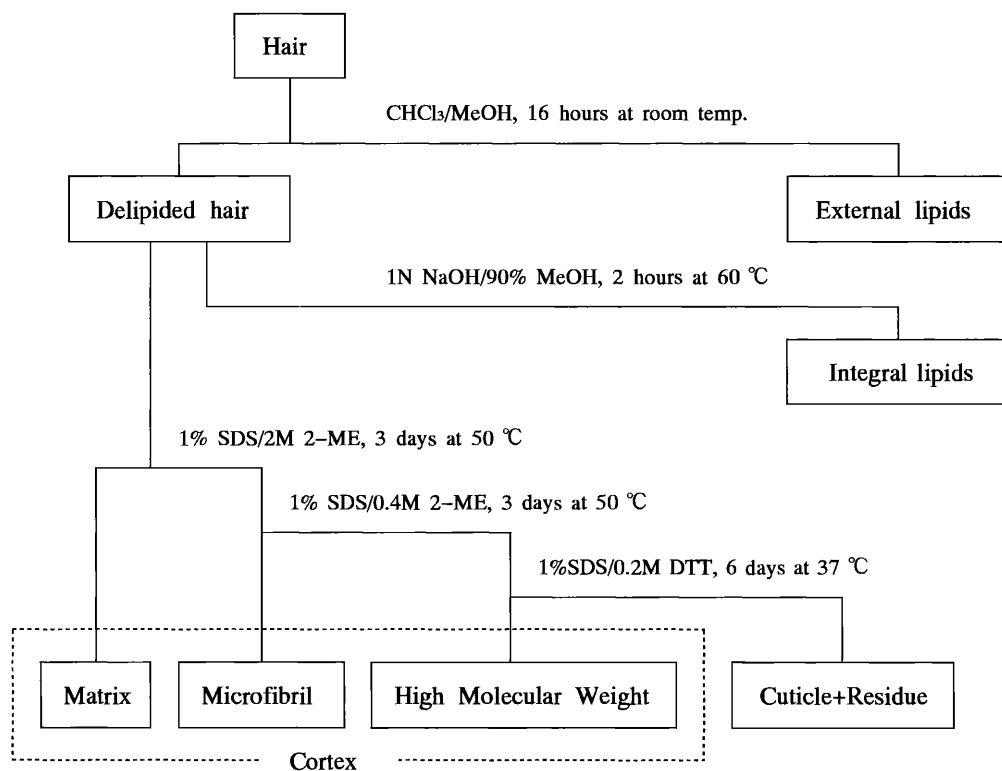 Hair
CHCl₃/MeOH, 16 hours at room temp.
Delipided hair
External lipids
1N NaOH/90% MeOH, 2 hours at 60 ℃
Integral lipids
1% SDS/2M 2-ME, 3 days at 50 ℃
1% SDS/0.4M 2-ME, 3 days at 50 ℃
1%SDS/0.2M DTT, 6 days at 37 ℃
Matrix
Microfibril
High Molecular Weight
Cuticle+Residue
Cortex